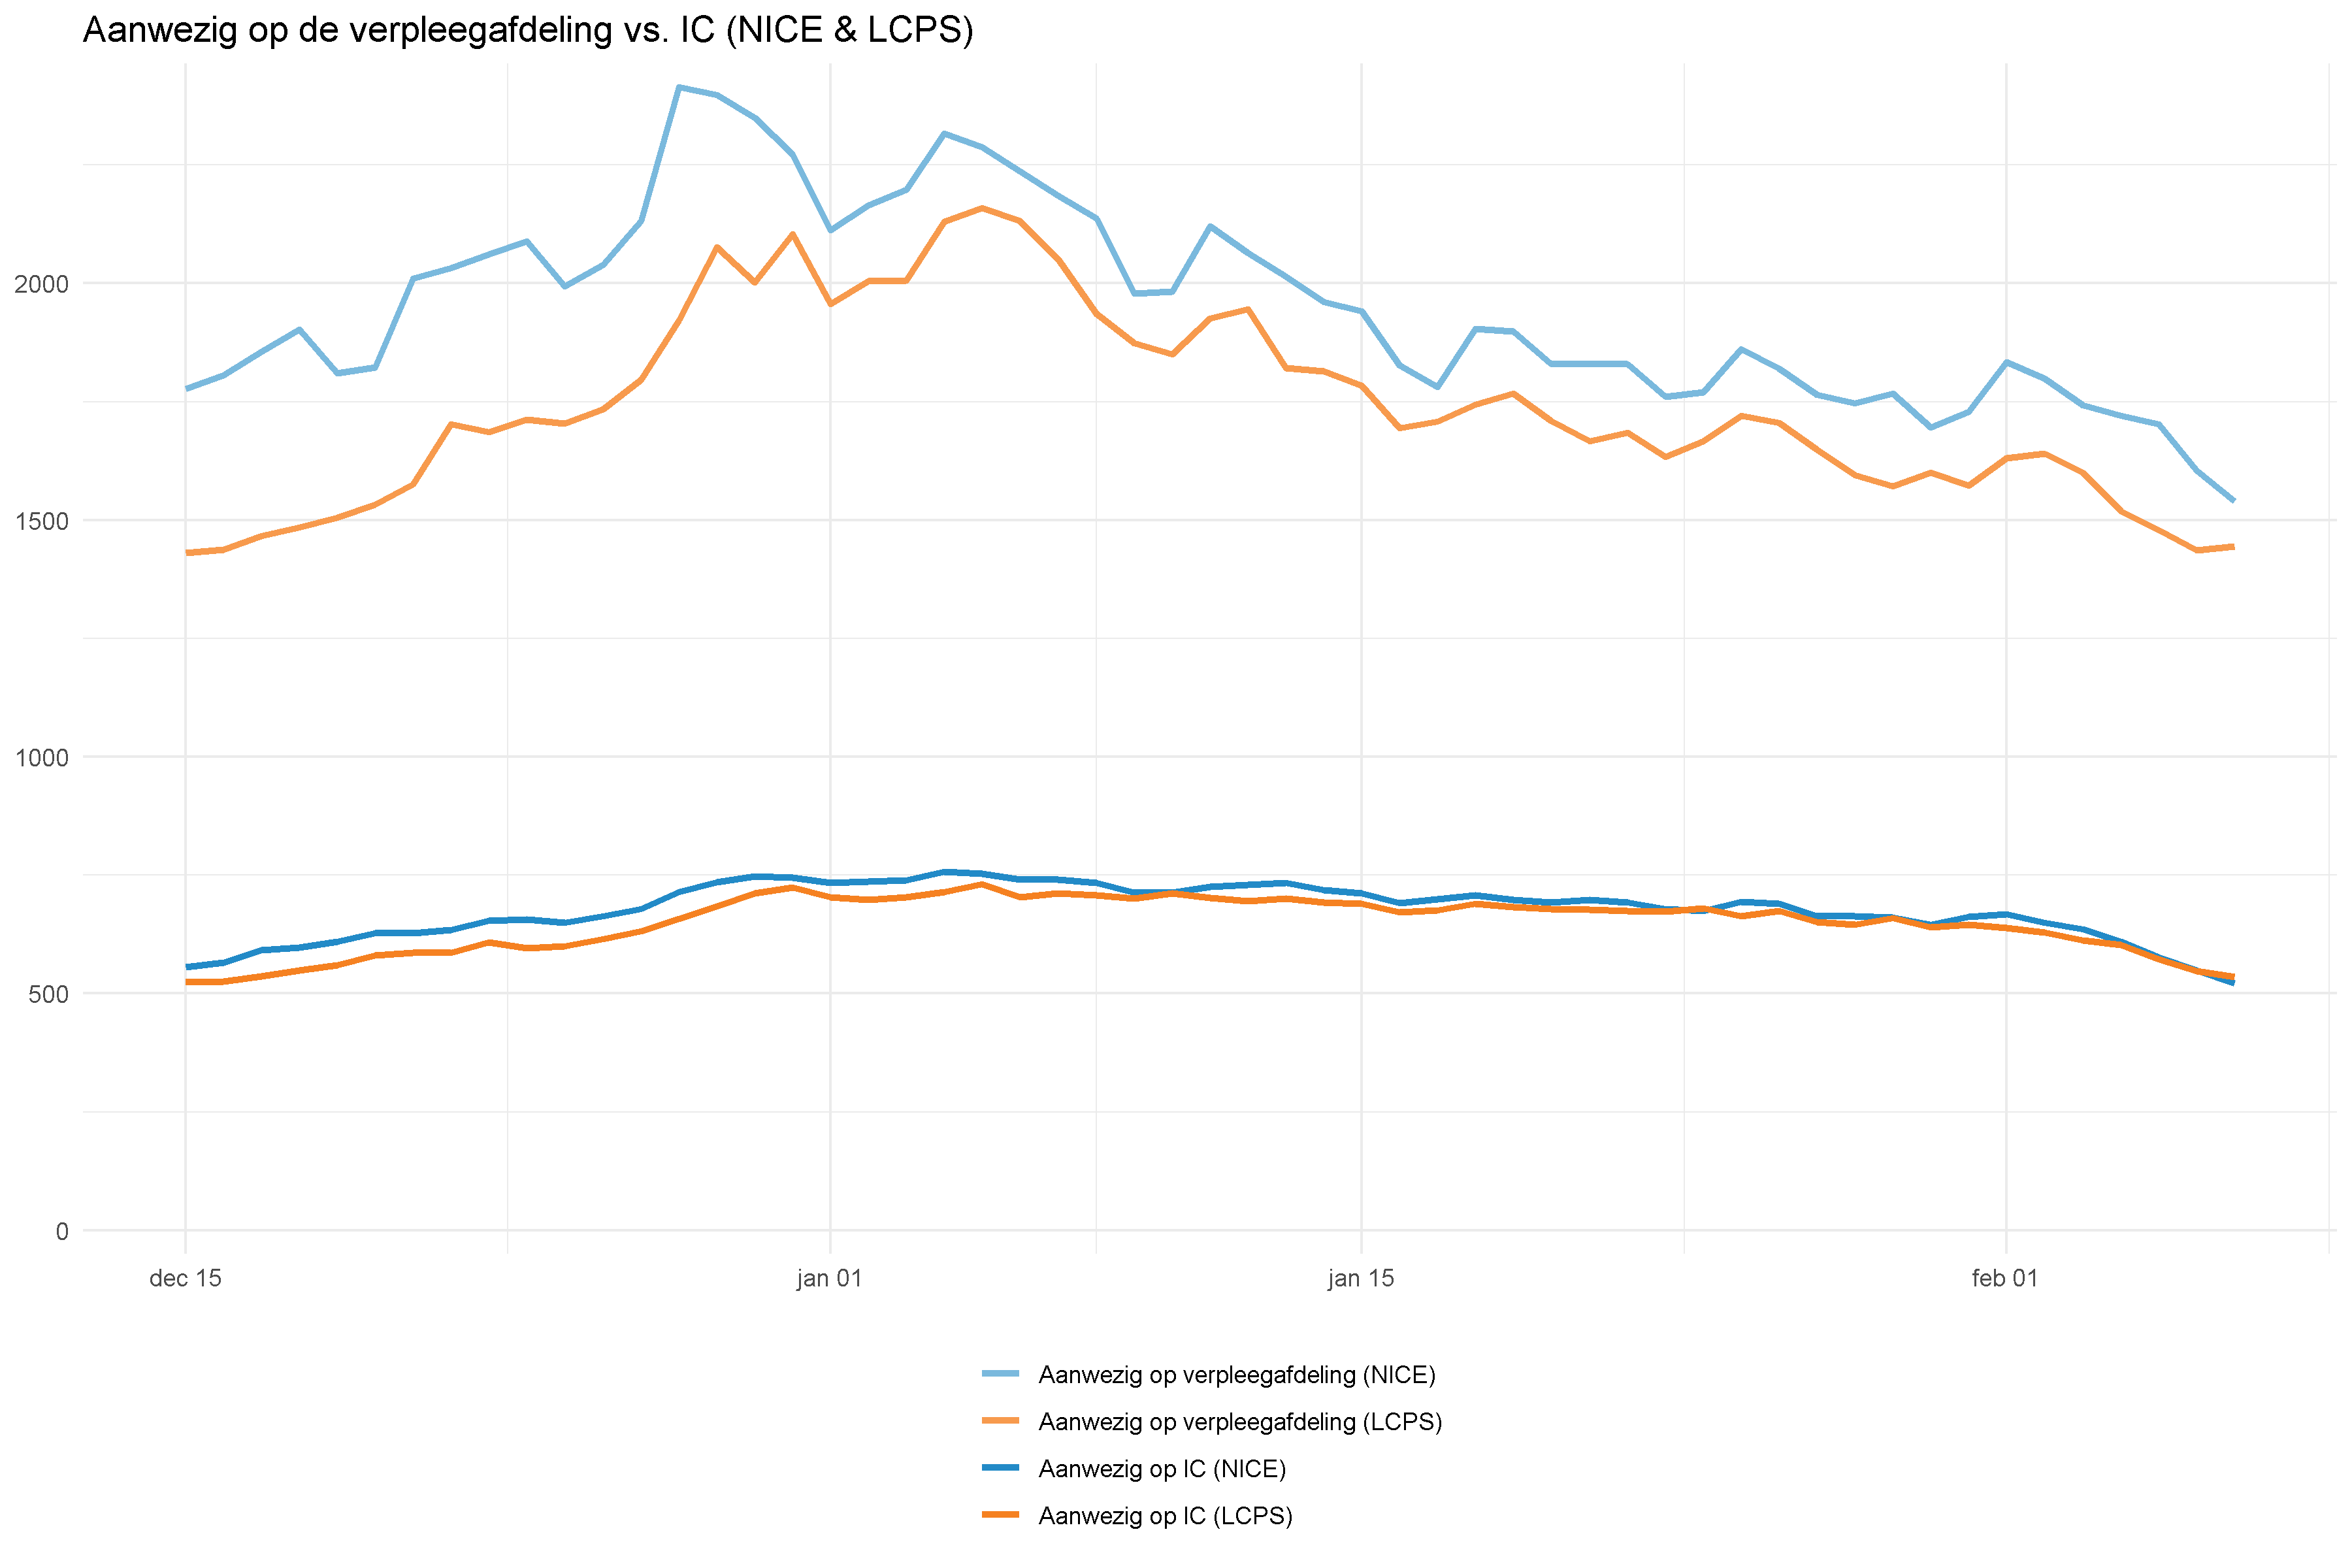 Aanwezig op de verpleegafdeling vs. IC (NICE & LCPS)
2000
1500
1000
500
0
dec 15
jan 01
jan 15
feb 01
Aanwezig op verpleegafdeling (NICE)
Aanwezig op verpleegafdeling (LCPS)
Aanwezig op IC (NICE)
Aanwezig op IC (LCPS)